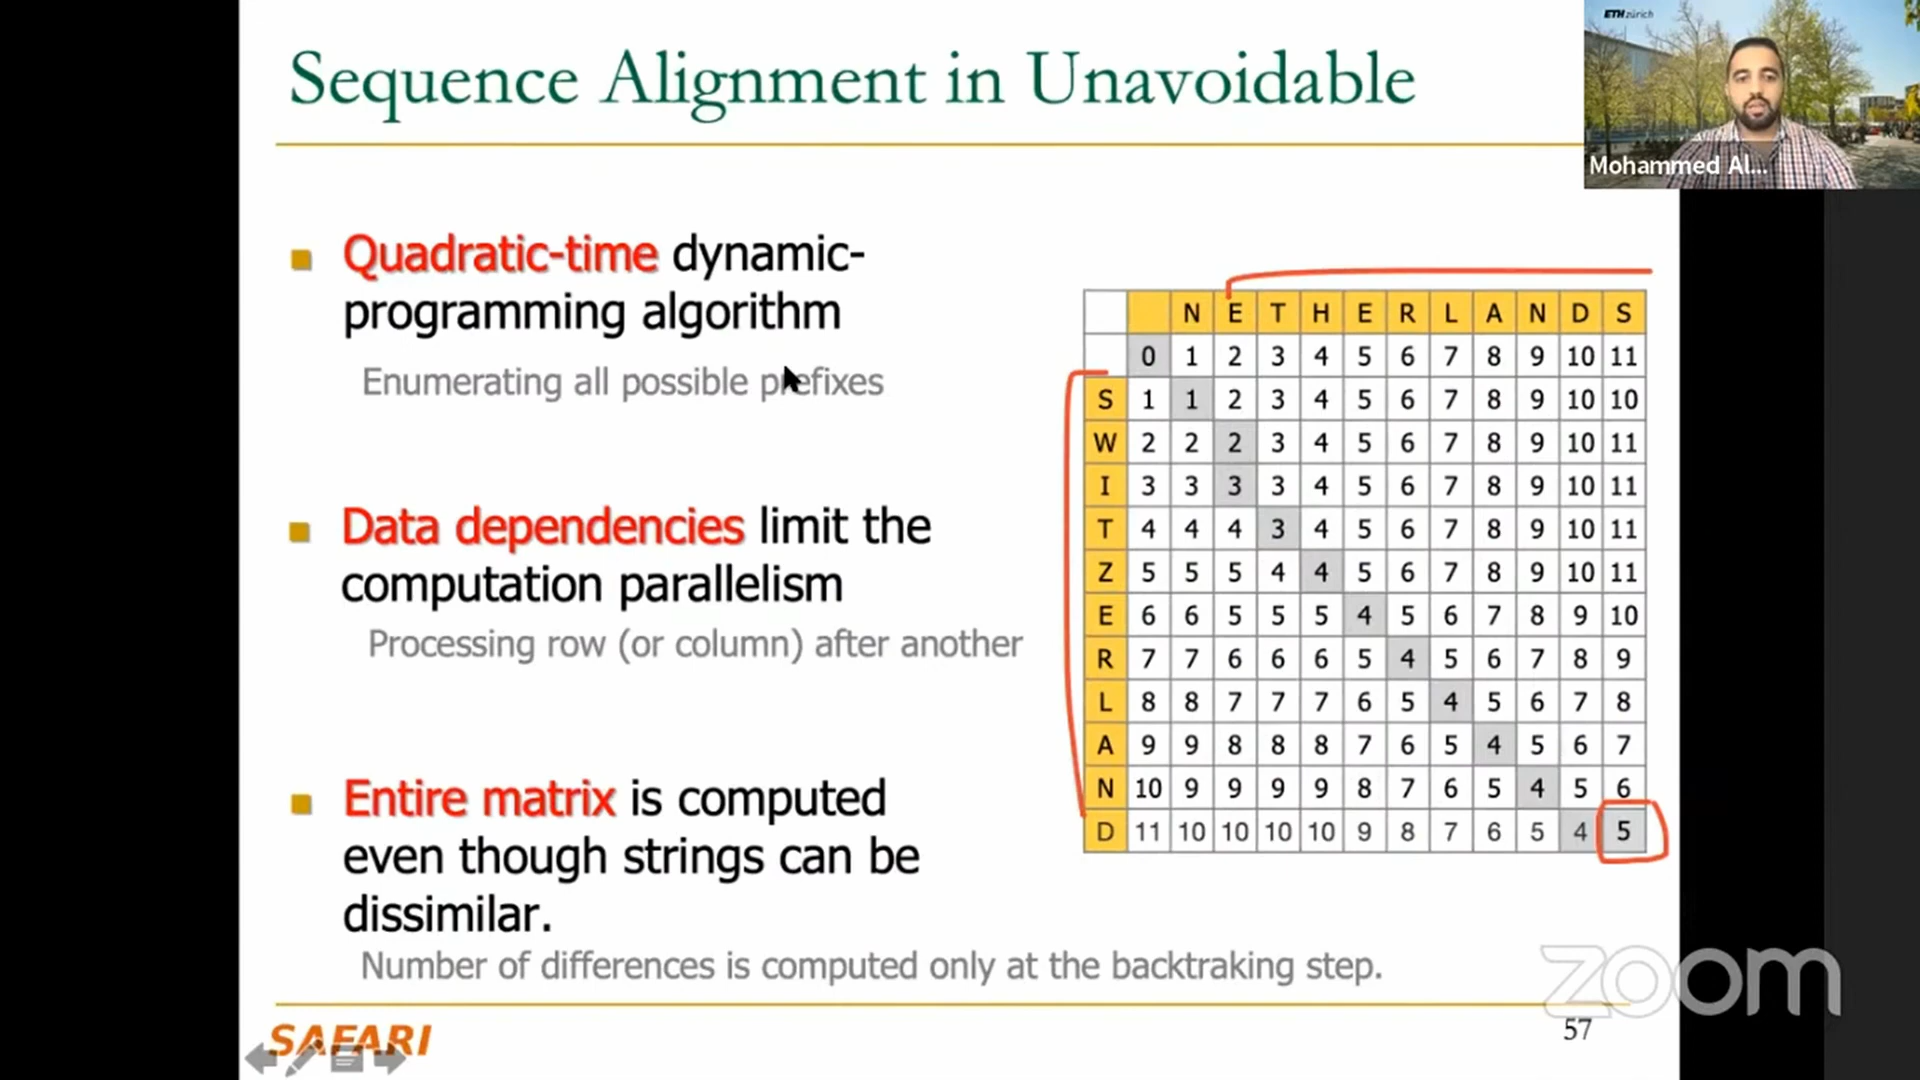 Sequence Alignment in Unavoidable
ETH zürich
Mohammed Al...
Quadratic-time dynamic-
programming algorithm
Enumerating all possible prefixes
Data dependencies limit the
computation parallelism
Processing row (or column) after another
Entire matrix is computed
even though strings can be
dissimilar.
Number of differences is computed only at the backtraking step.
N E T H E R L A N D S
0 1 2 3 4 5 6 7 8 9 10 11
S 1 1 2 3 4 5 6 7 8 9 10 10
W 2 2 2 3 4 5 6 7 8 9 10 11
I 3 3 3 3 4 5 6 7 8 9 10 11
T 4 4 4 3 4 5 6 7 8 9 10 11
Z 5 5 5 4 4 5 6 7 8 9 10 11
E 6 6 5 5 5 4 5 6 7 8 9 10
R 7 7 6 6 6 5 4 5 6 7 8 9
L 8 8 7 7 7 6 5 4 5 6 7 8
A 9 9 8 8 8 7 6 5 4 5 6 7
N 10 9 9 9 9 8 7 6 5 4 5 6
D 11 10 10 10 10 9 8 7 6 5 4 5
zoom
SAFARI
57